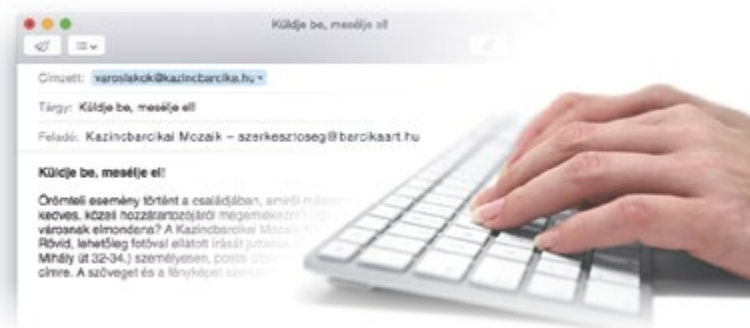 Küldje be, mesélje el!
Címzett: varoslakok@kazincbarcika.hu
Tárgy: Küldje be, mesélje el!
Feladó: Kazincbarcikai Mozaik – szerkesztoseg@barcikaart.hu
Küldje be, mesélje el!
Örömteli esemény történt a családjában, amiről
kedves, közeli hozzátartozójáról megemlékezni?
városnak elmondana? A Kazincbarcikai Mozaik
Rövid, lehetőleg fotóval ellátott írását
Mihály út 32-34.) személyesen, postai
címre. A szöveget és a fényképet